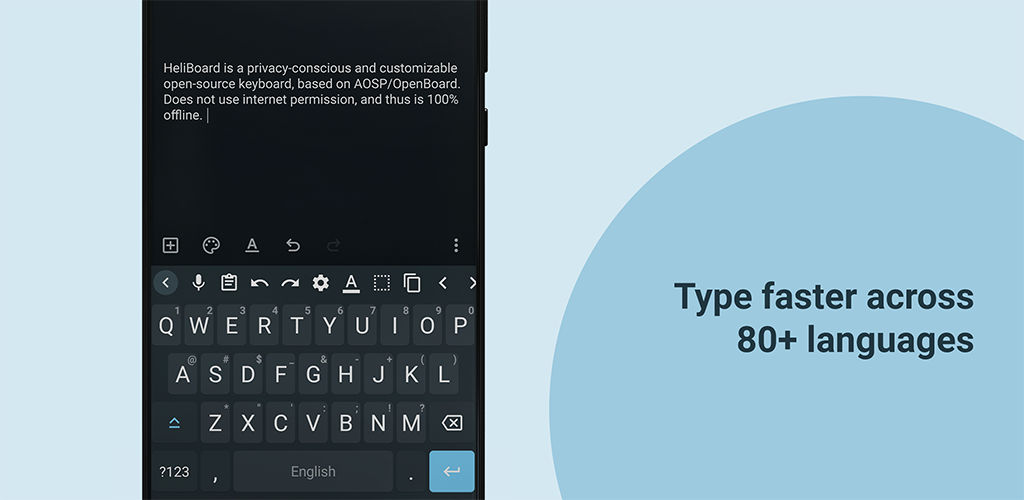 HeliBoard is a privacy-conscious and customizable
open-source keyboard, based on AOSP/OpenBoard.
Does not use internet permission, and thus is 100%
offline.
A
A
1 2 3 4 5 6 7 8 9 0
Q W E R T Y U I O P
@ # $ _ & - + ( )
A S D F G H J K L
* " ' : ; ! ?
Z X C V B N M
?123 , English .
Type faster across
80+ languages